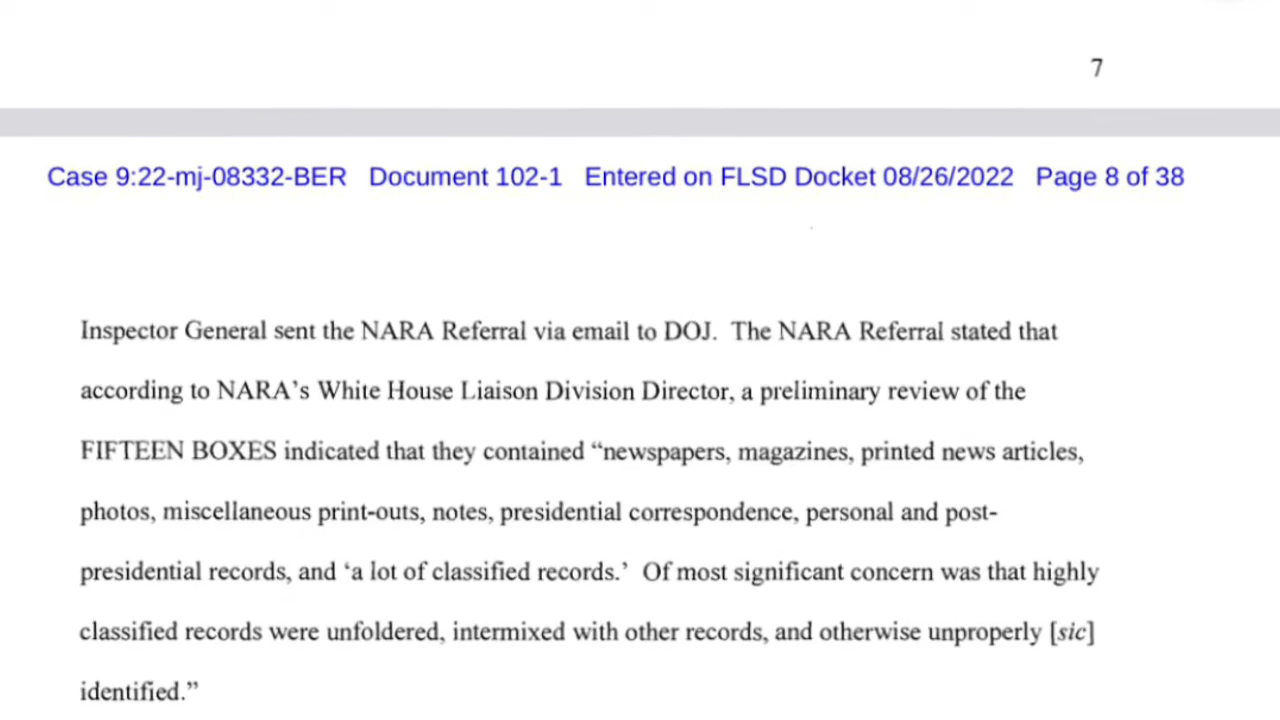 7
Case 9:22-mj-08332-BER Document 102-1 Entered on FLSD Docket 08/26/2022 Page 8 of 38
Inspector General sent the NARA Referral via email to DOJ. The NARA Referral stated that
according to NARA’s White House Liaison Division Director, a preliminary review of the
FIFTEEN BOXES indicated that they contained “newspapers, magazines, printed news articles,
photos, miscellaneous print-outs, notes, presidential correspondence, personal and post-
presidential records, and ‘a lot of classified records.’ Of most significant concern was that highly
classified records were unfoldered, intermixed with other records, and otherwise unproperly [sic]
identified.”